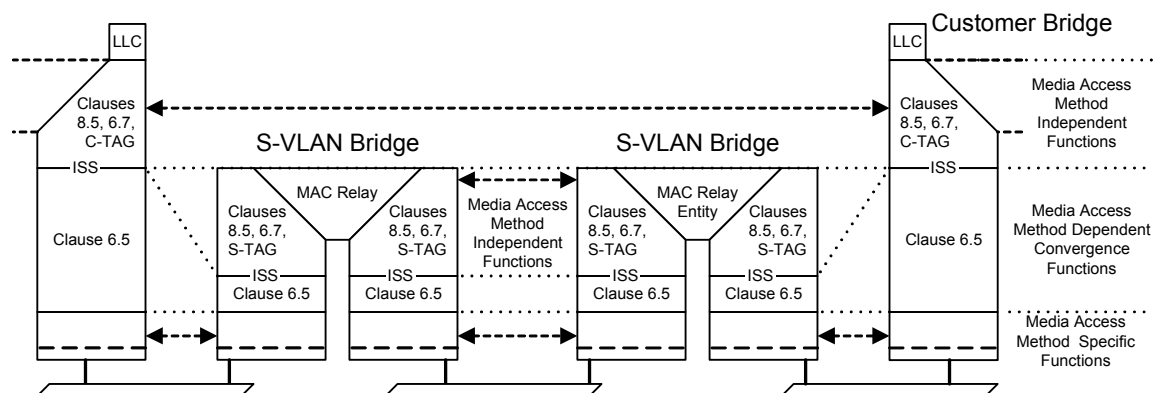 Customer Bridge
LLC
LLC
Clauses
8.5, 6.7,
C-TAG
Clauses
8.5, 6.7,
C-TAG
Media Access
Method
Independent
Functions
S-VLAN Bridge
S-VLAN Bridge
ISS
ISS
MAC Relay
MAC Relay
Entity
Clauses
8.5, 6.7,
S-TAG
Clauses
8.5, 6.7,
S-TAG
Media Access
Method
Independent
Functions
Clauses
8.5, 6.7,
S-TAG
Clauses
8.5, 6.7,
S-TAG
Clause 6.5
Clause 6.5
Media Access
Method Dependent
Convergence
Functions
ISS
ISS
ISS
ISS
Clause 6.5
Clause 6.5
Clause 6.5
Clause 6.5
Media Access
Method Specific
Functions